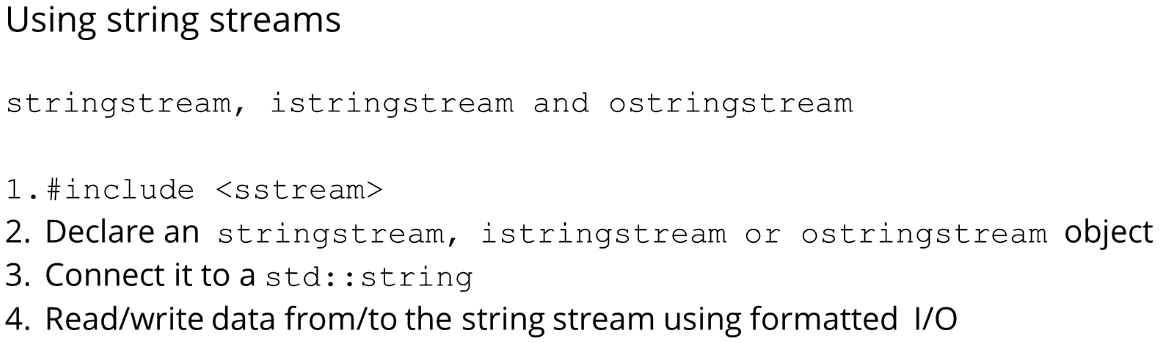 Using string streams
stringstream, istringstream and ostringstream
1.#include <sstream>
2. Declare an stringstream, istringstream or ostringstream object
3. Connect it to a std::string
4. Read/write data from/to the string stream using formatted I/O